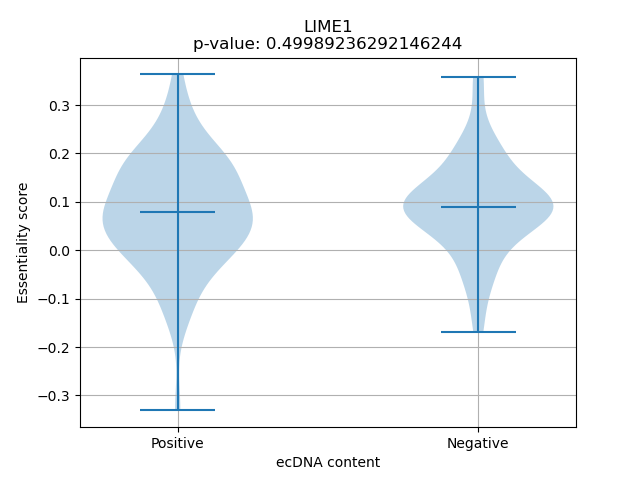 LIME1
p-value: 0.49989236292146244
0.3
0.2
0.1
0.0
−0.1
−0.2
−0.3
Essentiality score
Positive
Negative
ecDNA content